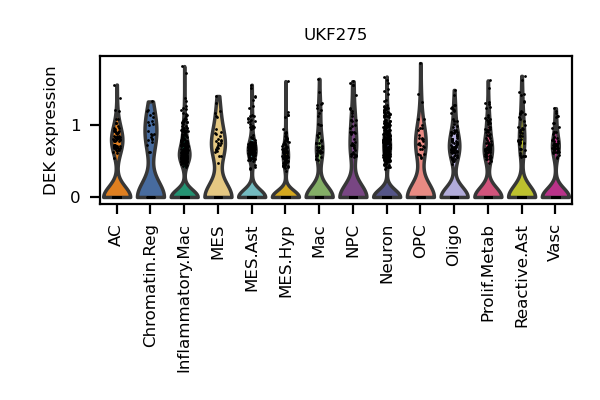 UKF275
DEK expression
1
0
AC
Chromatin.Reg
Inflammatory.Mac
MES
MES.Ast
MES.Hyp
Mac
NPC
Neuron
OPC
Oligo
Prolif.Metab
Reactive.Ast
Vasc